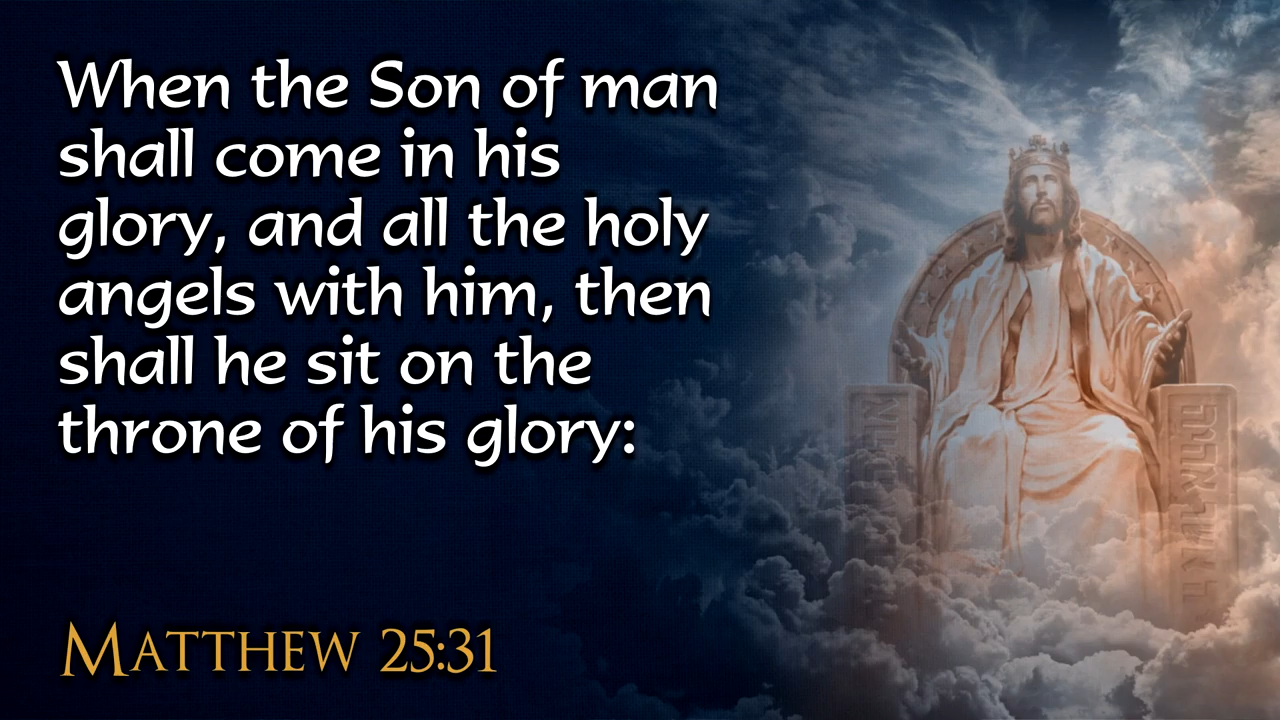 When the Son of man
shall come in his
glory, and all the holy
angels with him, then
shall he sit on the
throne of his glory:
MATTHEW 25:31